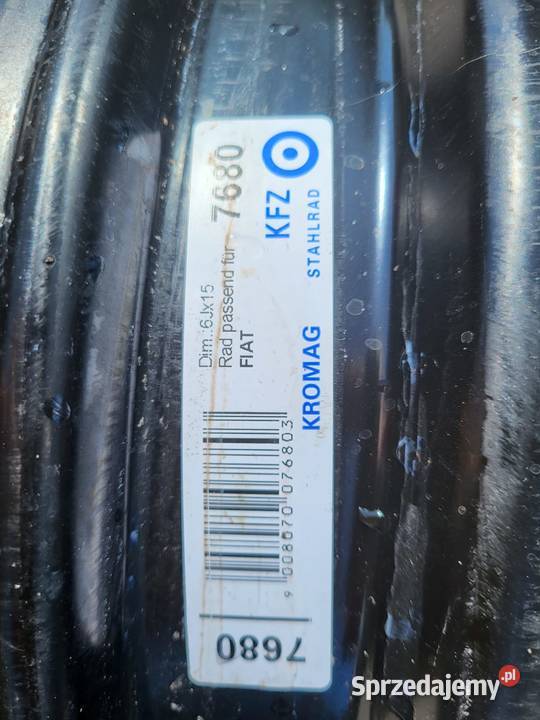 Dim.:6Jx15
Rad passend für
FIAT
7680
KFZ
STAHLRAD
KROMAG
9 008070 076803
7680
Sprzedajemy.pl